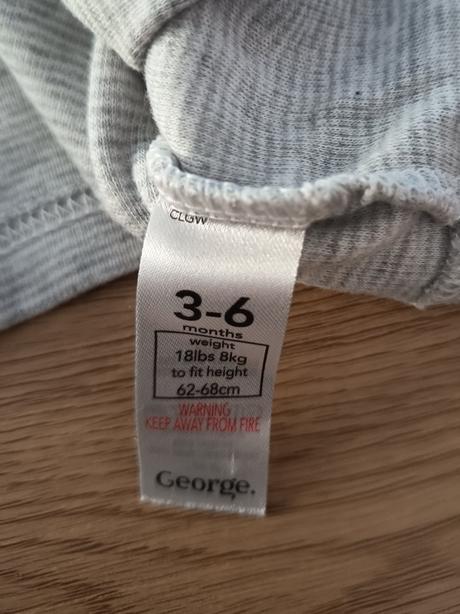 CLGW
3-6
months
weight
18lbs 8kg
to fit height
62-68cm
WARNING
KEEP AWAY FROM FIRE
George.